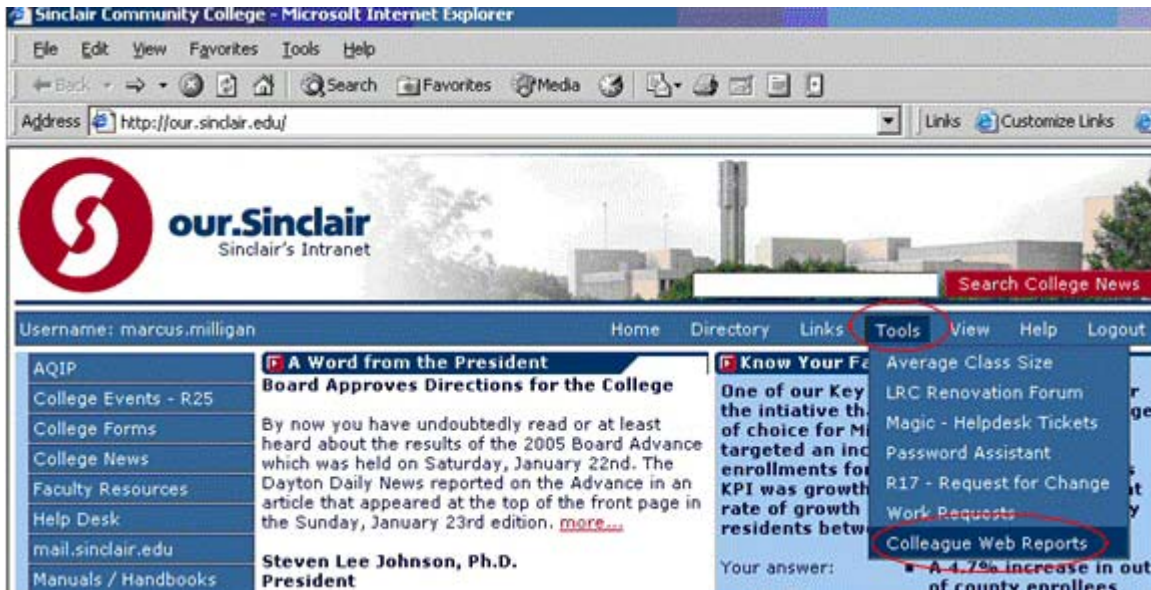 Sinclair Community College - Microsoft Internet Explorer
File Edit View Favorites Tools Help
Back Search Favorites Media
Address http://our.sinclair.edu/ Links Customize Links
our.Sinclair
Sinclair's Intranet
Search College News
Username: marcus.milligan Home Directory Links Tools View Help Logout
AQIP
College Events - R25
College Forms
College News
Faculty Resources
Help Desk
mail.sinclair.edu
Manuals / Handbooks
A Word from the President
Board Approves Directions for the College
By now you have undoubtedly read or at least
heard about the results of the 2005 Board Advance
which was held on Saturday, January 22nd. The
Dayton Daily News reported on the Advance in an
article that appeared at the top of the front page in
the Sunday, January 23rd edition. more...
Steven Lee Johnson, Ph.D.
President
Average Class Size
LRC Renovation Forum
Magic - Helpdesk Tickets
Password Assistant
R17 - Request for Change
Work Requests
Colleague Web Reports
Know Your
One of our Key
the intiative
of choice for
targeted an
enrollments for
KPI was growth
rate of growth
residents
Your answer: A 4.7% increase in out
of county enrollees